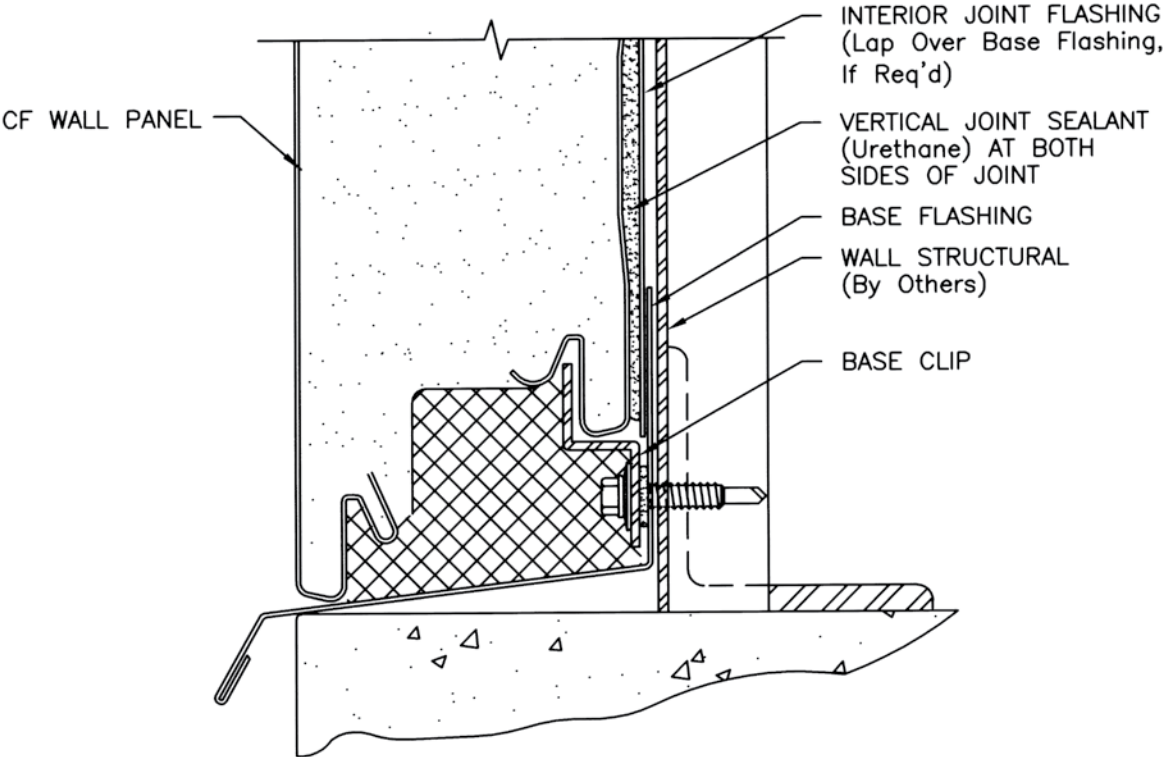 INTERIOR JOINT FLASHING
(Lap Over Base Flashing,
If Req'd)
CF WALL PANEL
VERTICAL JOINT SEALANT
(Urethane) AT BOTH
SIDES OF JOINT
BASE FLASHING
WALL STRUCTURAL
(By Others)
BASE CLIP